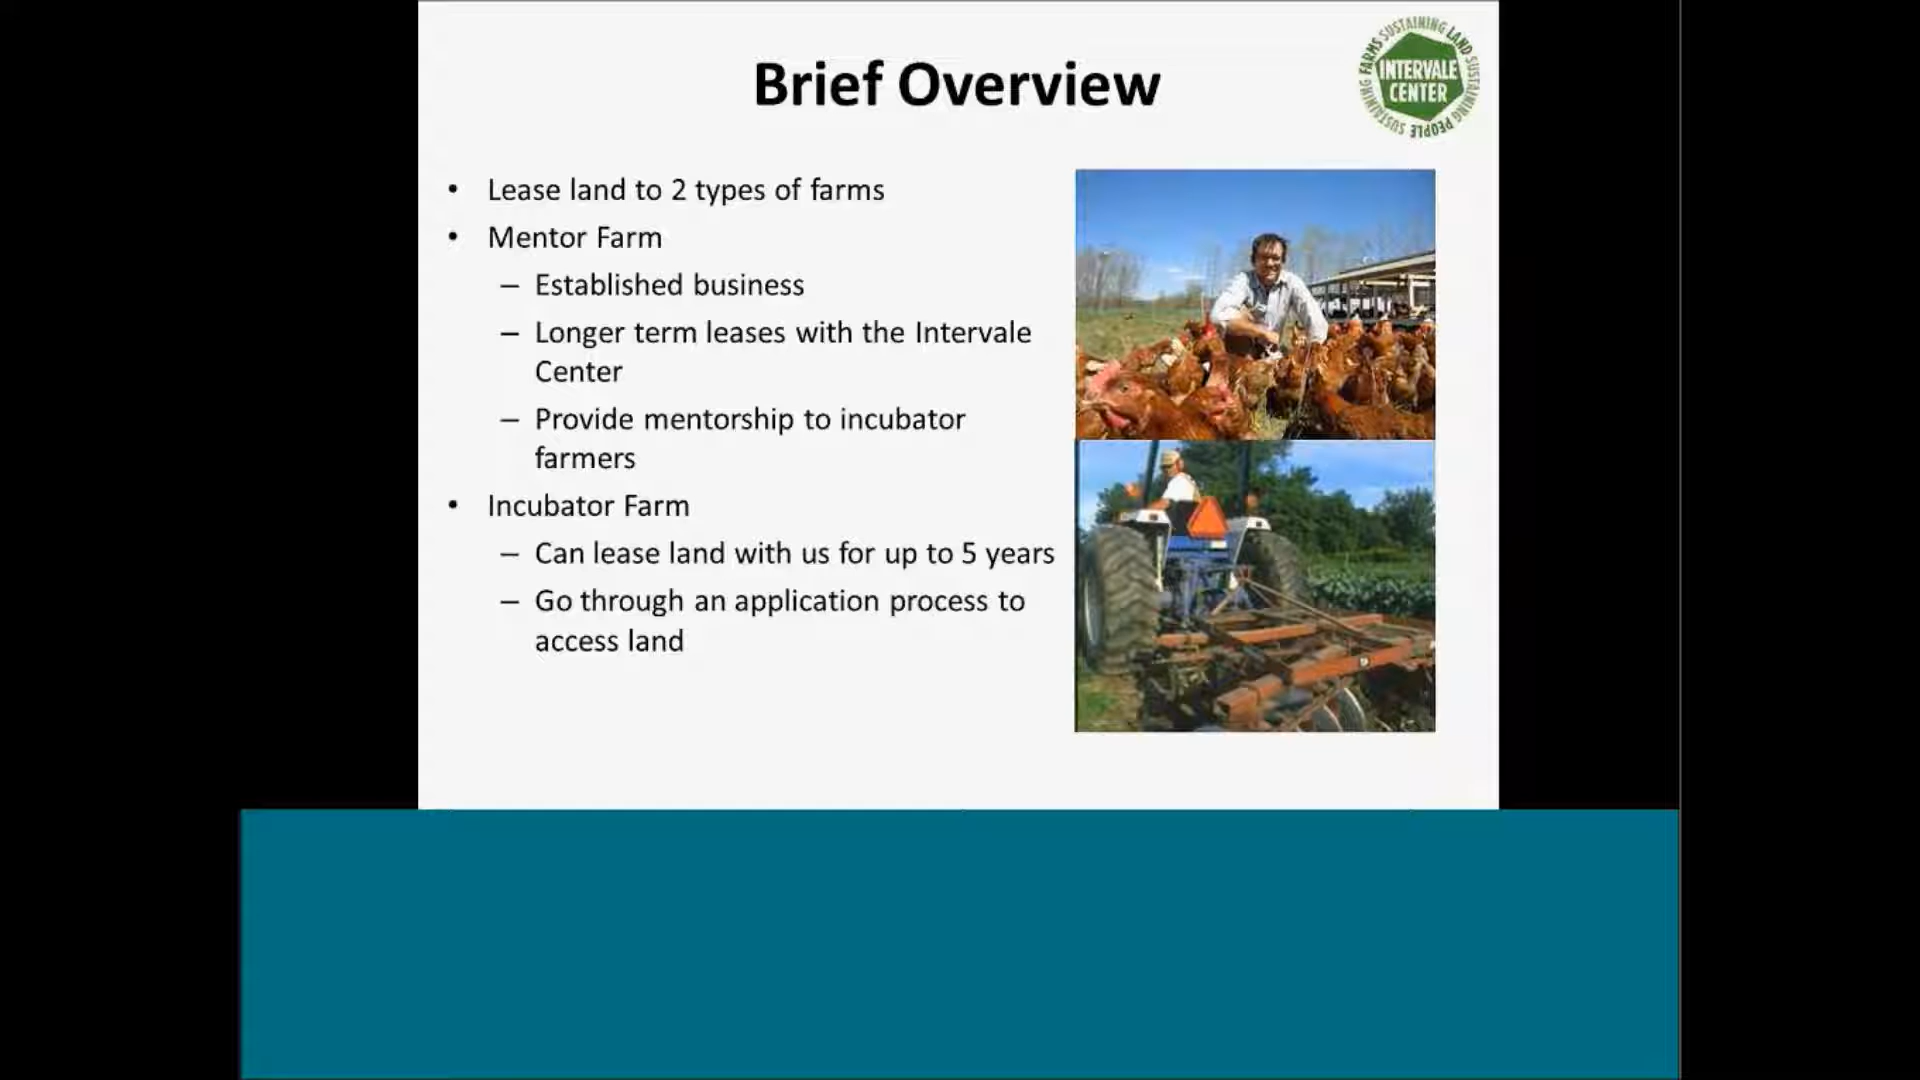 Brief Overview
SUSTAINING FARMS SUSTAINING LAND SUSTAINING PEOPLE
INTERVALE
CENTER
• Lease land to 2 types of farms
• Mentor Farm
– Established business
– Longer term leases with the Intervale
Center
– Provide mentorship to incubator
farmers
• Incubator Farm
– Can lease land with us for up to 5 years
– Go through an application process to
access land